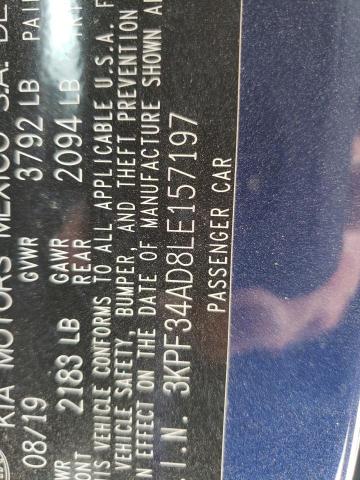 KIA MOTORS MEXICO S.A. DE
08/19 GVWR 3792 LB PAI
2183 LB GAWR REAR 2094 LB
THIS VEHICLE CONFORMS TO ALL APPLICABLE U.S.A. F
VEHICLE SAFETY, BUMPER, AND THEFT PREVENTION
IN EFFECT ON THE DATE OF MANUFACTURE SHOWN A
.I.N. 3KPF34AD8LE157197
PASSENGER CAR